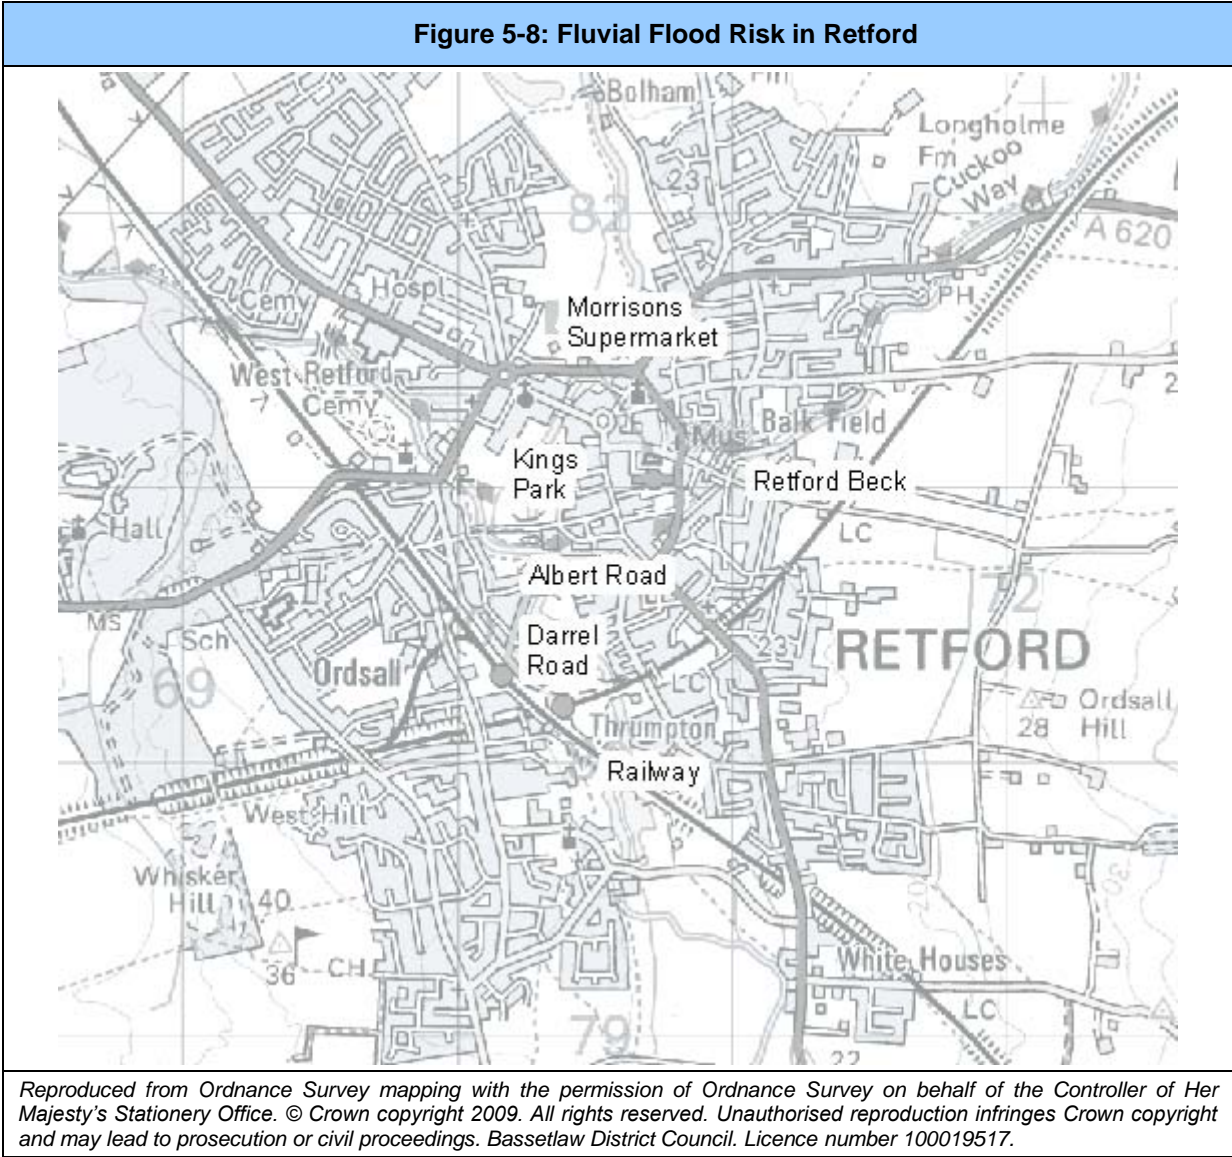 Figure 5-8: Fluvial Flood Risk in Retford
Bolham
Fm
Longholme
Fm
Cuckoo
Way
23
82
A 620
Cemy
Hospl
Morrisons
Supermarket
PH
West Retford
Cemy
Mus
Balk Field
2
Kings
Park
Retford Beck
Hall
LC
Albert Road
72
MS
Sch
Darrel
Road
23
RETFORD
Ordsall
69
LC
Ordsall
Hill
28
Thrumpton
Railway
West Hill
Whisker
Hill
40
20
30
36
CH
White Houses
LC
79
22
Reproduced from Ordnance Survey mapping with the permission of Ordnance Survey on behalf of the Controller of Her
Majesty's Stationery Office. © Crown copyright 2009. All rights reserved. Unauthorised reproduction infringes Crown copyright
and may lead to prosecution or civil proceedings. Bassetlaw District Council. Licence number 100019517.